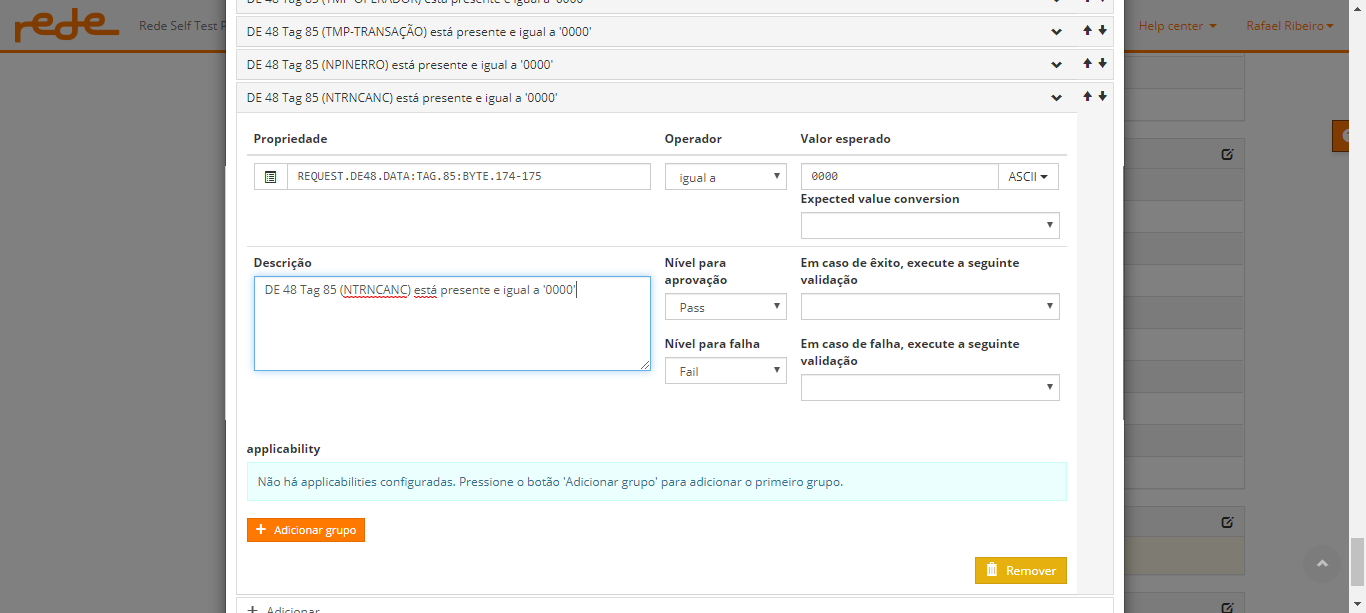 DE 48 Tag 85 (TMP-OPERADOR) está presente e igual a '0000'
rede
Rede Self Test
Help center
Rafael Ribeiro
DE 48 Tag 85 (TMP-TRANSAÇÃO) está presente e igual a '0000'
DE 48 Tag 85 (NPINERRO) está presente e igual a '0000'
DE 48 Tag 85 (NTRNCANC) está presente e igual a '0000'
Propriedade Operador Valor esperado
REQUEST.DE48.DATA:TAG.85:BYTE.174-175 igual a 0000 ASCII
Expected value conversion
Descrição
DE 48 Tag 85 (NTRNCANC) está presente e igual a '0000'
Nível para
aprovação
Pass
Em caso de êxito, execute a seguinte
validação
Nível para falha
Fail
Em caso de falha, execute a seguinte
validação
applicability
Não há applicabilities configuradas. Pressione o botão 'Adicionar grupo' para adicionar o primeiro grupo.
+ Adicionar grupo
Remover
+ Adicionar